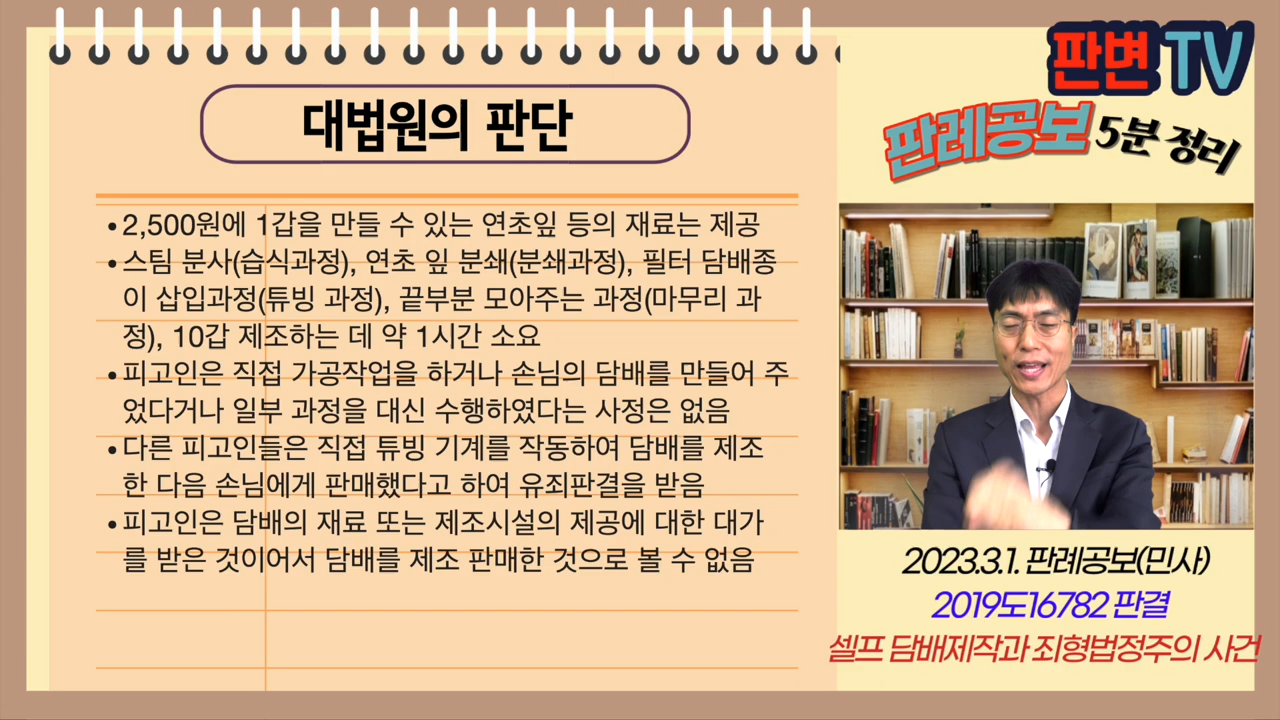 판변 TV
판례공보 5분 정리
대법원의 판단
•2,500원에 1갑을 만들 수 있는 연초잎 등의 재료는 제공
•스팀 분사(습식과정), 연초 잎 분쇄(분쇄과정), 필터 담배종
이 삽입과정(튜빙 과정), 끝부분 모아주는 과정(마무리 과
정), 10갑 제조하는 데 약 1시간 소요
•피고인은 직접 가공작업을 하거나 손님의 담배를 만들어 주
었다거나 일부 과정을 대신 수행하였다는 사정은 없음
•다른 피고인들은 직접 튜빙 기계를 작동하여 담배를 제조
한 다음 손님에게 판매했다고 하여 유죄판결을 받음
•피고인은 담배의 재료 또는 제조시설의 제공에 대한 대가
를 받은 것이어서 담배를 제조 판매한 것으로 볼 수 없음
2023.3.1. 판례공보(민사)
2019도16782 판결
셀프 담배제작과 죄형법정주의 사건